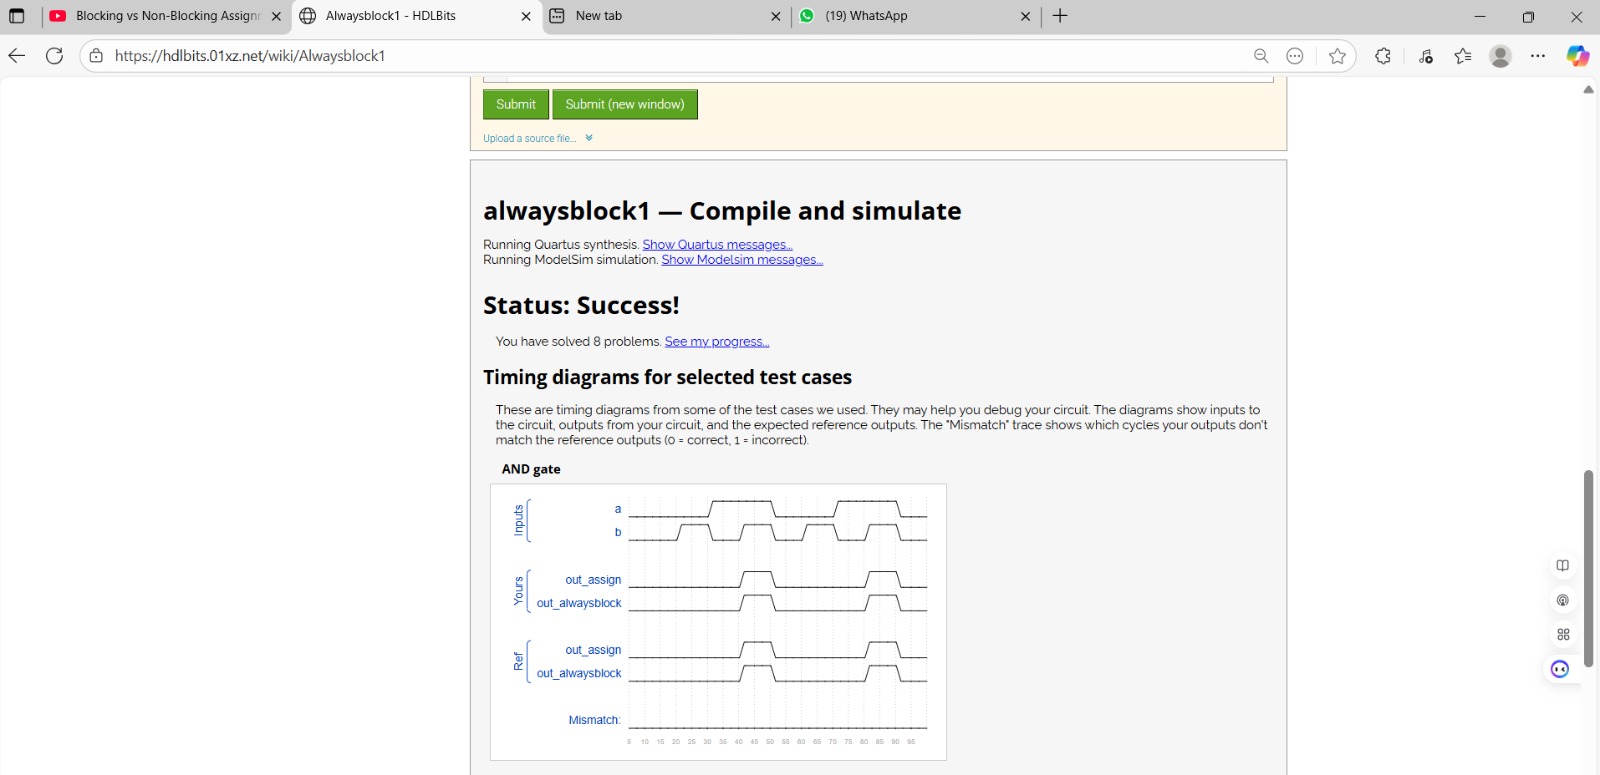 Blocking vs Non-Blocking Assignm
Alwaysblock1 - HDLBits
New tab
(19) WhatsApp
https://hdlbits.01xz.net/wiki/Alwaysblock1
Submit
Submit (new window)
Upload a source file...
alwaysblock1 — Compile and simulate
Running Quartus synthesis. Show Quartus messages...
Running ModelSim simulation. Show Modelsim messages...
Status: Success!
You have solved 8 problems. See my progress...
Timing diagrams for selected test cases
These are timing diagrams from some of the test cases we used. They may help you debug your circuit. The diagrams show inputs to
the circuit, outputs from your circuit, and the expected reference outputs. The "Mismatch" trace shows which cycles your outputs don't
match the reference outputs (0 = correct, 1 = incorrect).
AND gate
Inputs
a
b
Yours
out_assign
out_alwaysblock
Ref
out_assign
out_alwaysblock
Mismatch:
5 10 15 20 25 30 35 40 45 50 55 60 65 70 75 80 85 90 95